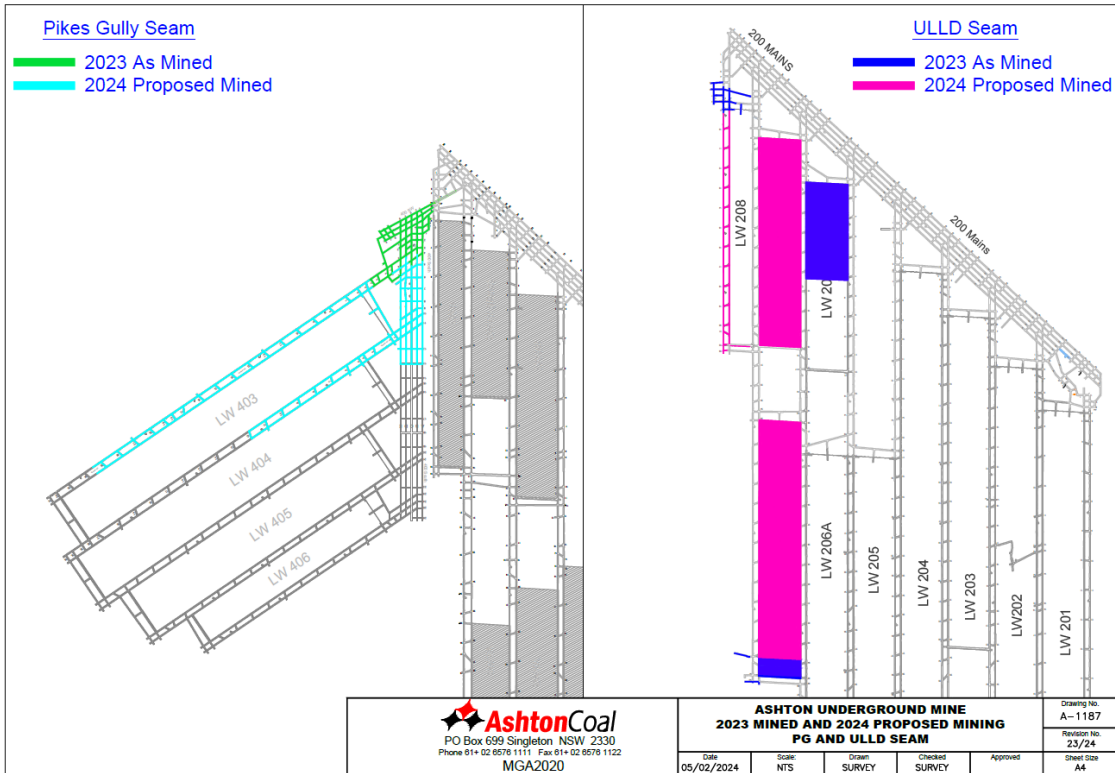 Pikes Gully Seam
2023 As Mined
2024 Proposed Mined
LW 403
LW 404
LW 405
LW 406
ULLD Seam
2023 As Mined
2024 Proposed Mined
200 MAINS
200 Mains
LW 208
LW 206A
LW 205
LW 204
LW 203
LW202
LW 201
AshtonCoal
PO Box 699 Singleton NSW 2330
Phone 61+ 02 6576 1111 Fax 61+ 02 6576 1122
MGA2020
ASHTON UNDERGROUND MINE
2023 MINED AND 2024 PROPOSED MINING
PG AND ULLD SEAM
Drawing No.
A-1187
Revision No.
23/24
Date
05/02/2024
Scale:
NTS
Drawn
SURVEY
Checked
SURVEY
Approved
Sheet Size
A4